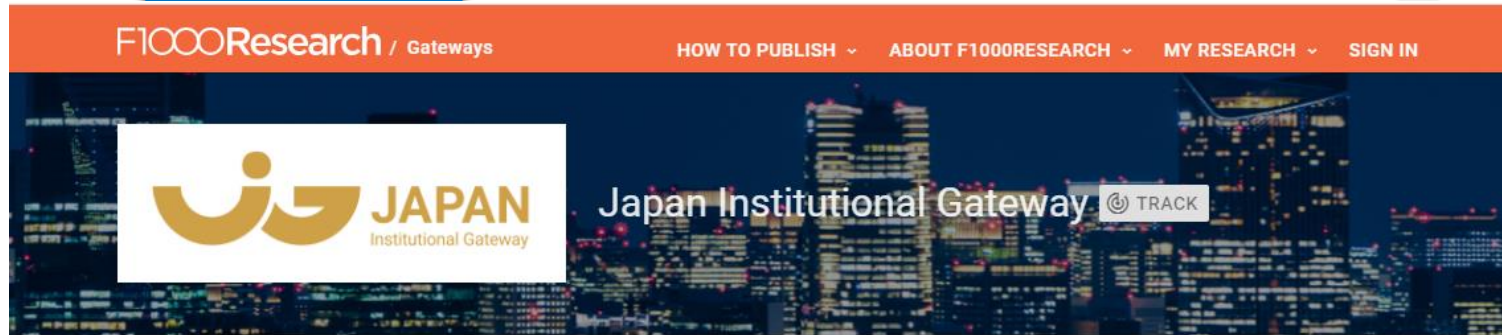 F1000Research / Gateways
HOW TO PUBLISH
ABOUT F1000RESEARCH
MY RESEARCH
SIGN IN
JAPAN
Institutional Gateway
Japan Institutional Gateway
TRACK